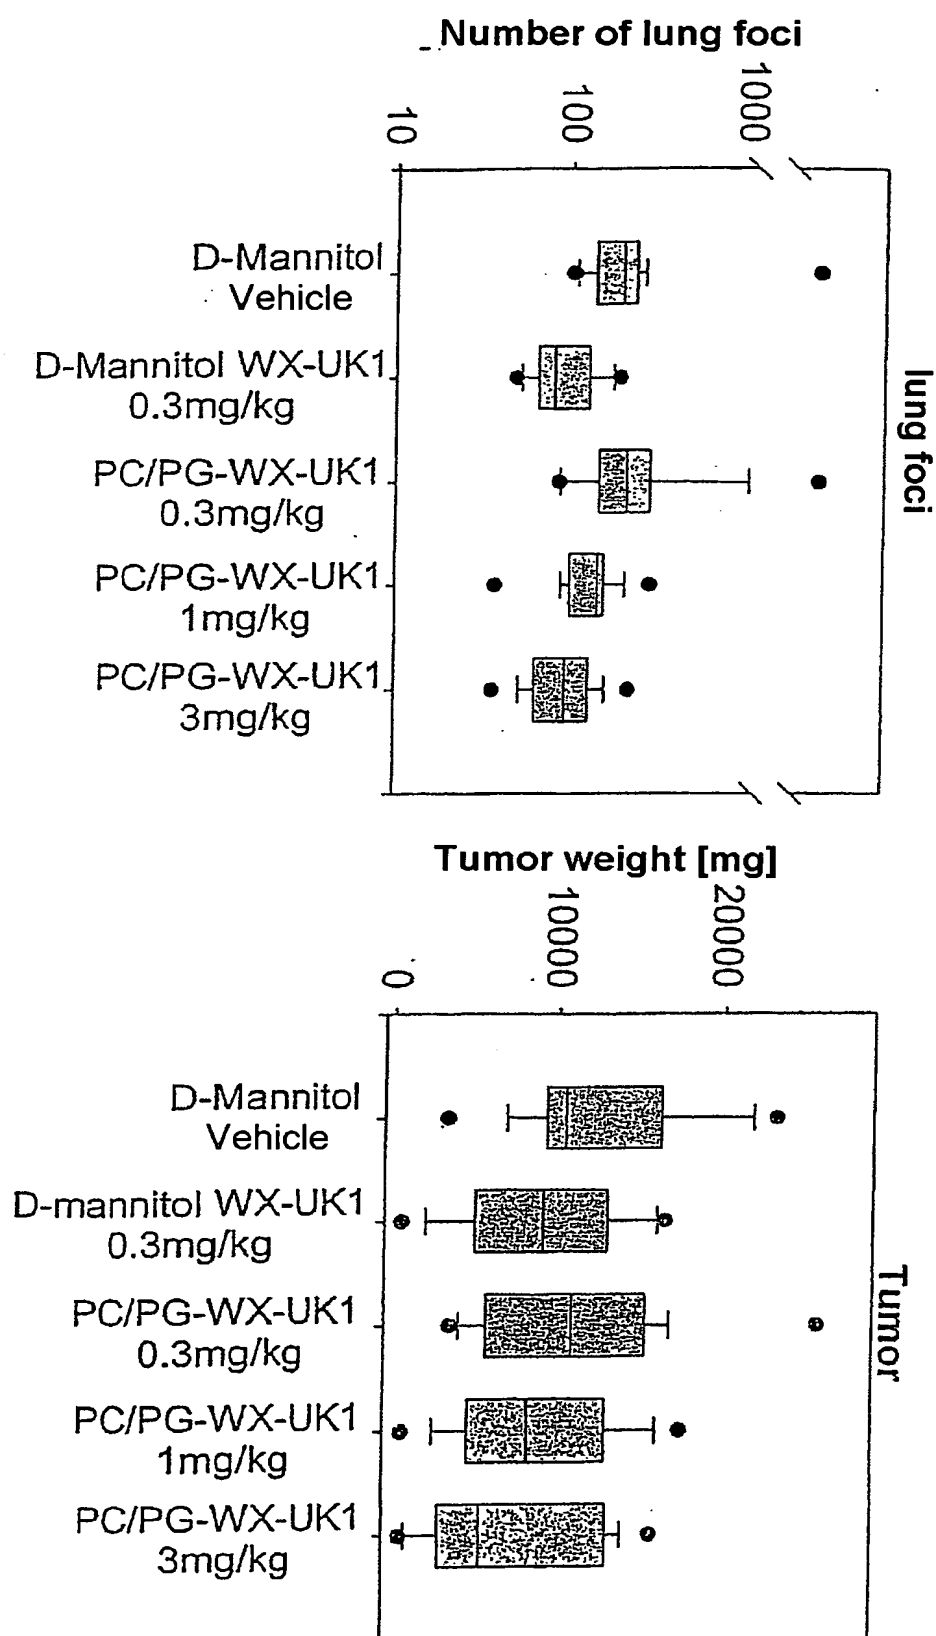 Number of lung foci
10
100
1000
lung foci
D-Mannitol
Vehicle
D-Mannitol WX-UK1
0.3mg/kg
PC/PG-WX-UK1
0.3mg/kg
PC/PG-WX-UK1
1mg/kg
PC/PG-WX-UK1
3mg/kg
Tumor weight [mg]
0
10000
20000
Tumor
D-Mannitol
Vehicle
D-mannitol WX-UK1
0.3mg/kg
PC/PG-WX-UK1
0.3mg/kg
PC/PG-WX-UK1
1mg/kg
PC/PG-WX-UK1
3mg/kg